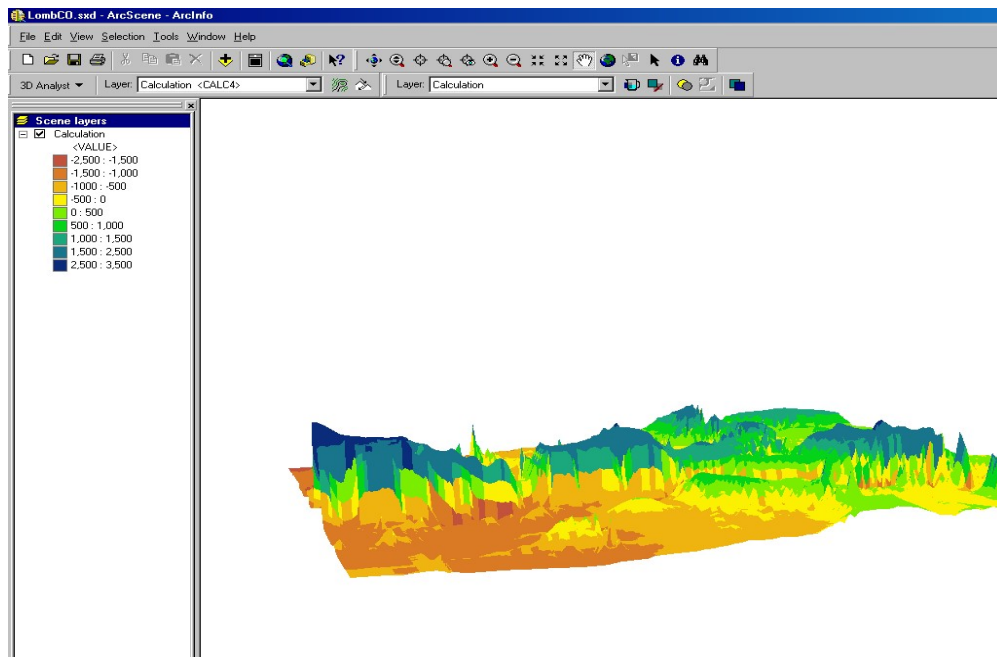 LombCO.sxd - ArcScene - ArcInfo
File Edit View Selection Tools Window Help
3D Analyst Layer: Calculation <CALC4> Layer: Calculation
Scene layers
Calculation
<VALUE>
-2,500 : -1,500
-1,500 : -1,000
-1000 : -500
-500 : 0
0 : 500
500 : 1,000
1,000 : 1,500
1,500 : 2,500
2,500 : 3,500